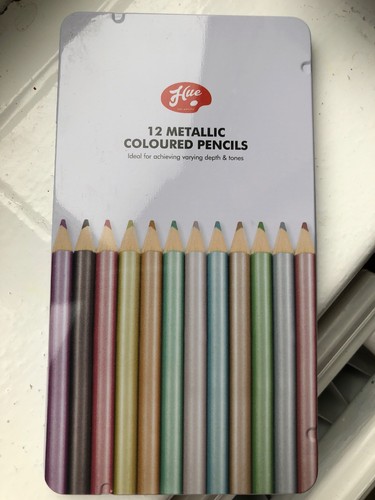 Hue
12 METALLIC
COLOURED PENCILS
Ideal for achieving varying depth & tones